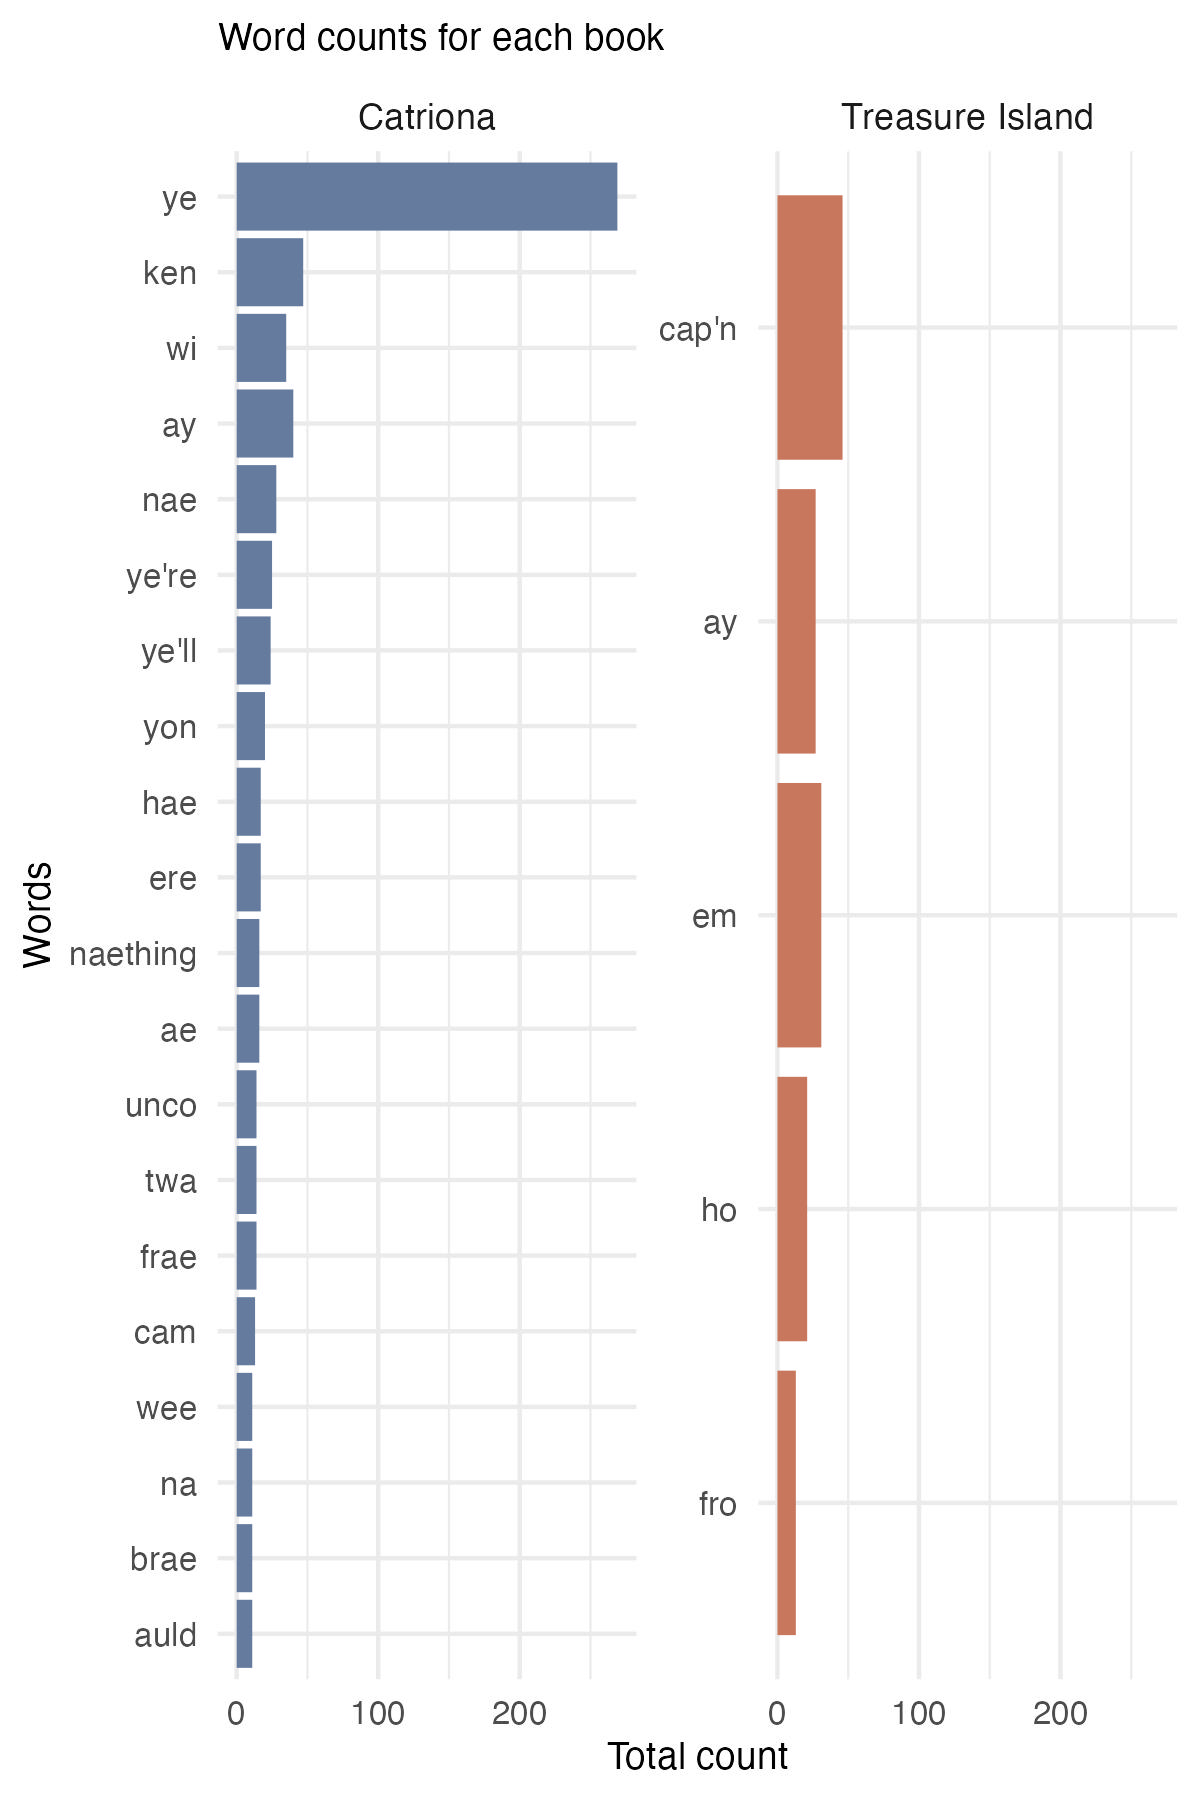 Word counts for each book
Catriona
Treasure Island
Words
ye
ken
wi
ay
nae
ye're
ye'll
yon
hae
ere
naething
ae
unco
twa
frae
cam
wee
na
brae
auld
cap'n
ay
em
ho
fro
0 100 200
0 100 200
Total count